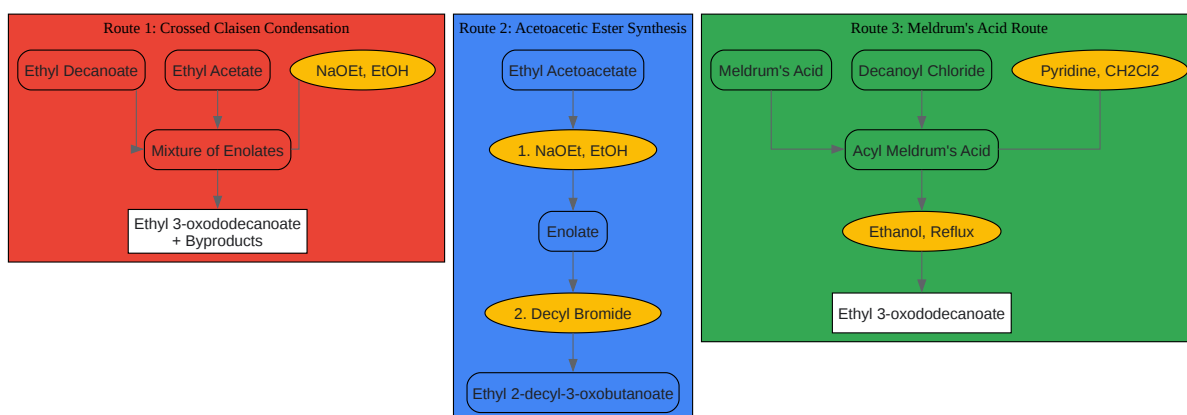 Route 1: Crossed Claisen Condensation
Ethyl Decanoate
Ethyl Acetate
NaOEt, EtOH
Mixture of Enolates
Ethyl 3-oxododecanoate
+ Byproducts
Route 2: Acetoacetic Ester Synthesis
Ethyl Acetoacetate
1. NaOEt, EtOH
Enolate
2. Decyl Bromide
Ethyl 2-decyl-3-oxobutanoate
Route 3: Meldrum's Acid Route
Meldrum's Acid
Decanoyl Chloride
Pyridine, CH2Cl2
Acyl Meldrum's Acid
Ethanol, Reflux
Ethyl 3-oxododecanoate